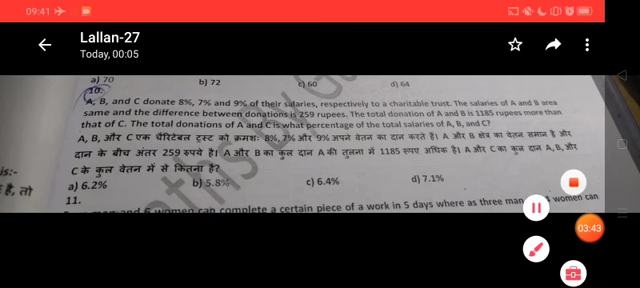 09:41
Lallan-27
Today, 00:05
a) 70 b) 72 c) 60 d) 64
10.
A, B, and C donate 8%, 7% and 9% of their salaries, respectively to a charitable trust. The salaries of A and B area
same and the difference between donations is 259 rupees. The total donation of A and B is 1185 rupees more than
that of C. The total donations of A and C is what percentage of the total salaries of A, B, and C?
A, B, और C एक चैरिटेबल ट्रस्ट को क्रमशः 8%, 7% और 9% अपने वेतन का दान करते हैं। A और B क्षेत्र का वेतन समान है और
दान के बीच अंतर 259 रुपये है। A और B का कुल दान A की तुलना में 1185 रुपए अधिक है। A और C का कुल दान A, B, और
C के कुल वेतन में से कितना है?
a) 6.2% b) 5.8% c) 6.4% d) 7.1%
is:-
है, तो
11.
and 6 women can complete a certain piece of a work in 5 days where as three man women can
03:43